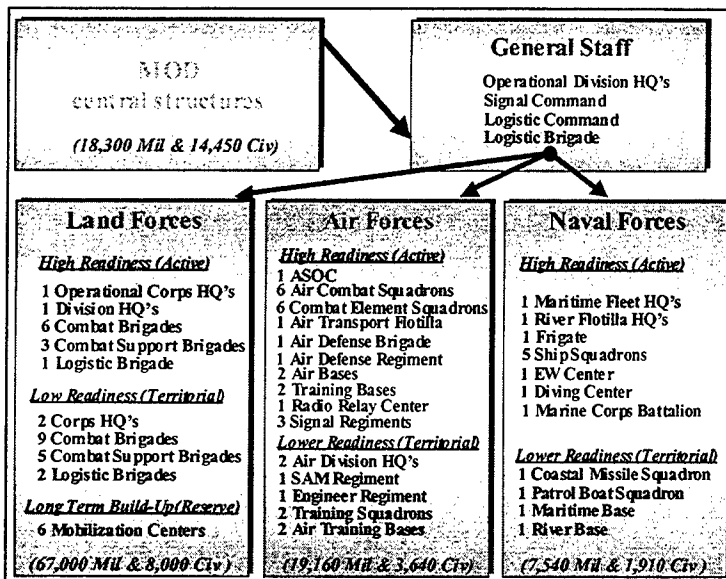 MOD
central structures
(18,300 Mil & 14,450 Civ)
General Staff
Operational Division HQ's
Signal Command
Logistic Command
Logistic Brigade
Land Forces
High Readiness (Active)
1 Operational Corps HQ's
1 Division HQ's
6 Combat Brigades
3 Combat Support Brigades
1 Logistic Brigade
Low Readiness (Territorial)
2 Corps HQ's
9 Combat Brigades
5 Combat Support Brigades
2 Logistic Brigades
Long Term Build-Up (Reserve)
6 Mobilization Centers
(67,000 Mil & 8,000 Civ)
Air Forces
High Readiness (Active)
1 ASOC
6 Air Combat Squadrons
6 Combat Element Squadrons
1 Air Transport Flotilla
1 Air Defense Brigade
1 Air Defense Regiment
2 Air Bases
2 Training Bases
1 Radio Relay Center
3 Signal Regiments
Lower Readiness (Territorial)
2 Air Division HQ's
1 SAM Regiment
1 Engineer Regiment
2 Training Squadrons
2 Air Training Bases
(19,160 Mil & 3,640 Civ)
Naval Forces
High Readiness (Active)
1 Maritime Fleet HQ's
1 River Flotilla HQ's
1 Frigate
5 Ship Squadrons
1 EW Center
1 Diving Center
1 Marine Corps Battalion
Lower Readiness (Territorial)
1 Coastal Missile Squadron
1 Patrol Boat Squadron
1 Maritime Base
1 River Base
(7,540 Mil & 1,910 Civ)